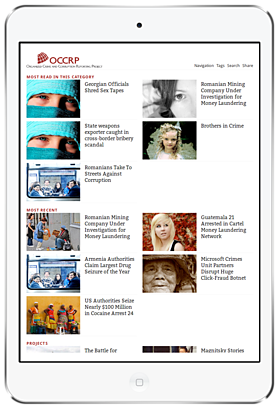 OCCRP
Organized Crime and Corruption Reporting Project
Navigation Tags Search Share
MOST READ IN THIS CATEGORY
Georgian Officials
Shred Sex Tapes
Romanian Mining
Company Under
Investigation for
Money Laundering
State weapons
exporter caught in
cross-border bribery
scandal
Brothers in Crime
Romanians Take To
Streets Against
Corruption
MOST RECENT
Romanian Mining
Company Under
Investigation for
Money Laundering
Guatemala 21
Arrested in Cartel
Money Laundering
Network
Armenia Authorities
Claim Largest Drug
Seizure of the Year
Microsoft Crimes
Unit Partners
Disrupt Huge
Click-Fraud Botnet
US Authorities Seize
Nearly $100 Million
in Cocaine Arrest 24
PROJECTS
The Battle for
Magnitsky Stories